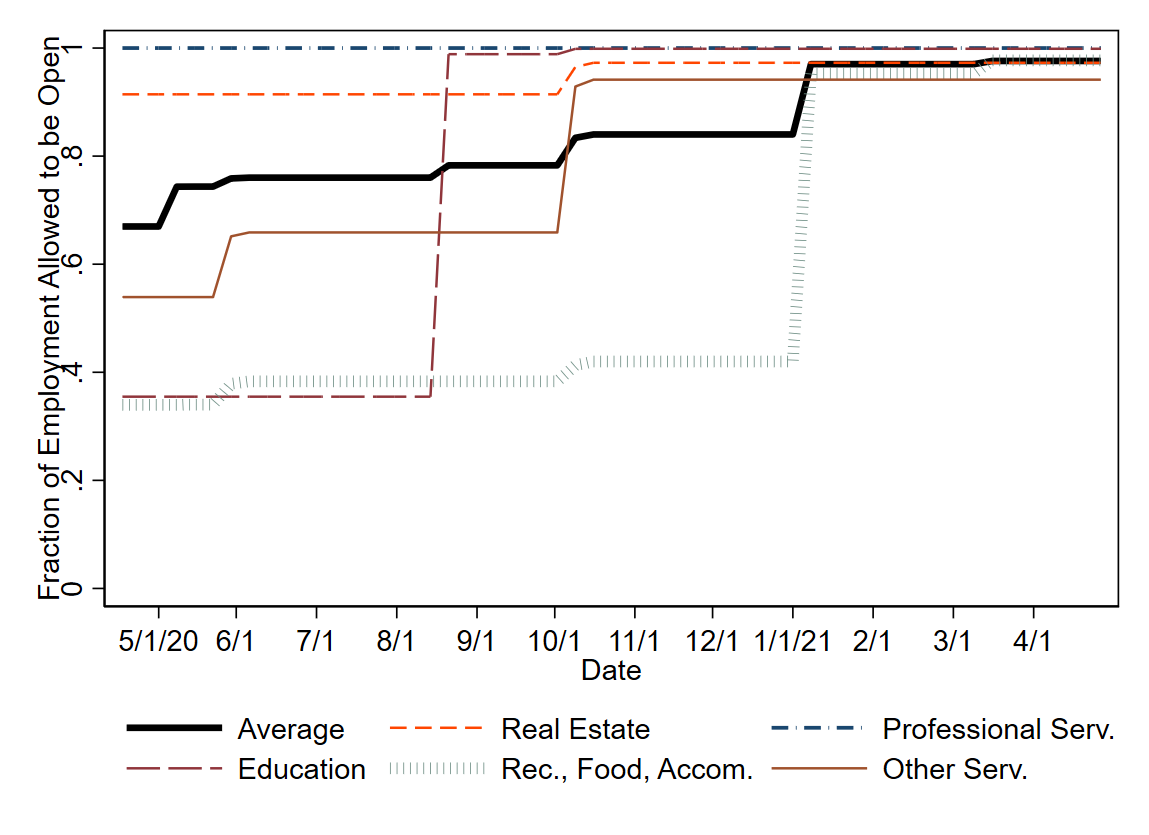 Fraction of Employment Allowed to be Open
1
.8
.6
.4
.2
0
5/1/20 6/1 7/1 8/1 9/1 10/1 11/1 12/1 1/1/21 2/1 3/1 4/1
Date
Average Real Estate Professional Serv.
Education Rec., Food, Accom. Other Serv.